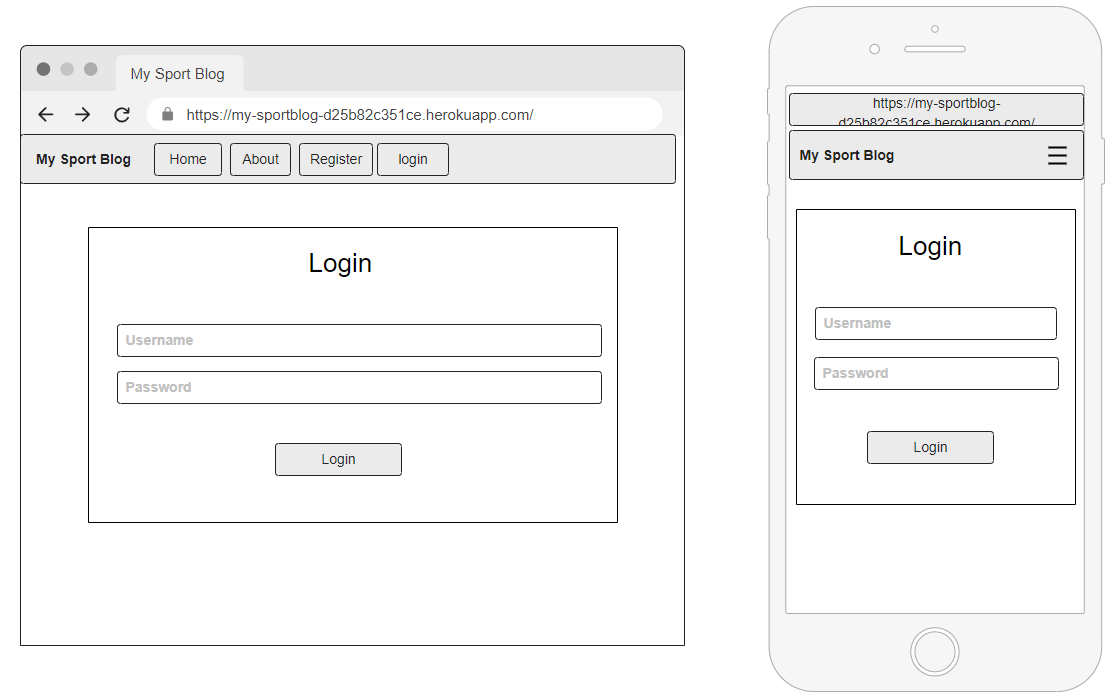 My Sport Blog
https://my-sportblog-d25b82c351ce.herokuapp.com/
My Sport Blog Home About Register login
Login
Username
Password
Login
https://my-sportblog-
d25b82c351ce.herokuapp.com/
My Sport Blog
Login
Username
Password
Login